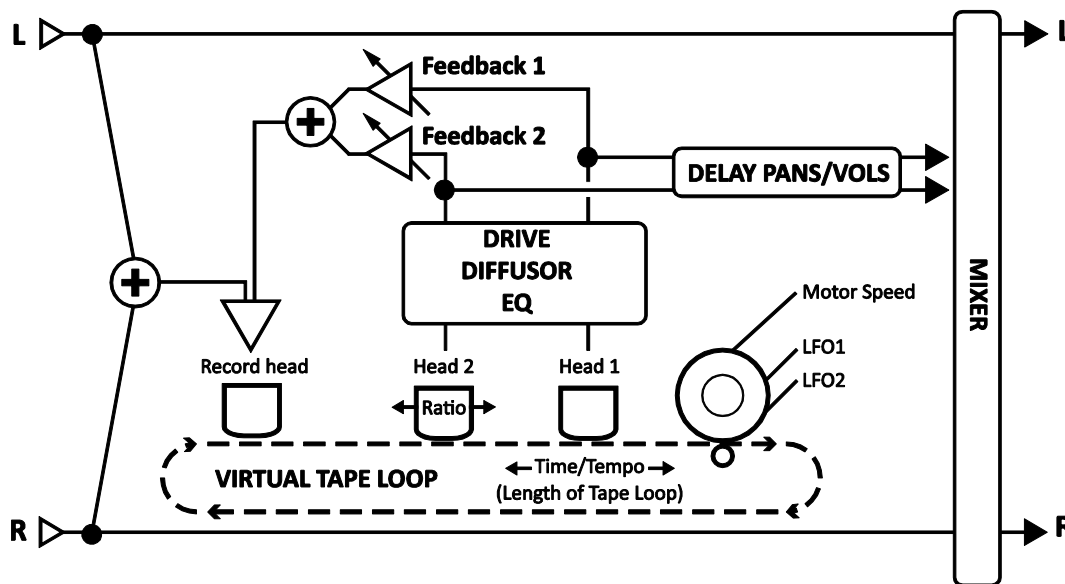 L
L
Feedback 1
Feedback 2
DELAY PANS/VOLS
DRIVE
DIFFUSOR
EQ
MIXER
Motor Speed
LFO1
LFO2
Record head
Head 2
Head 1
Ratio
VIRTUAL TAPE LOOP
Time/Tempo
(Length of Tape Loop)
R
R